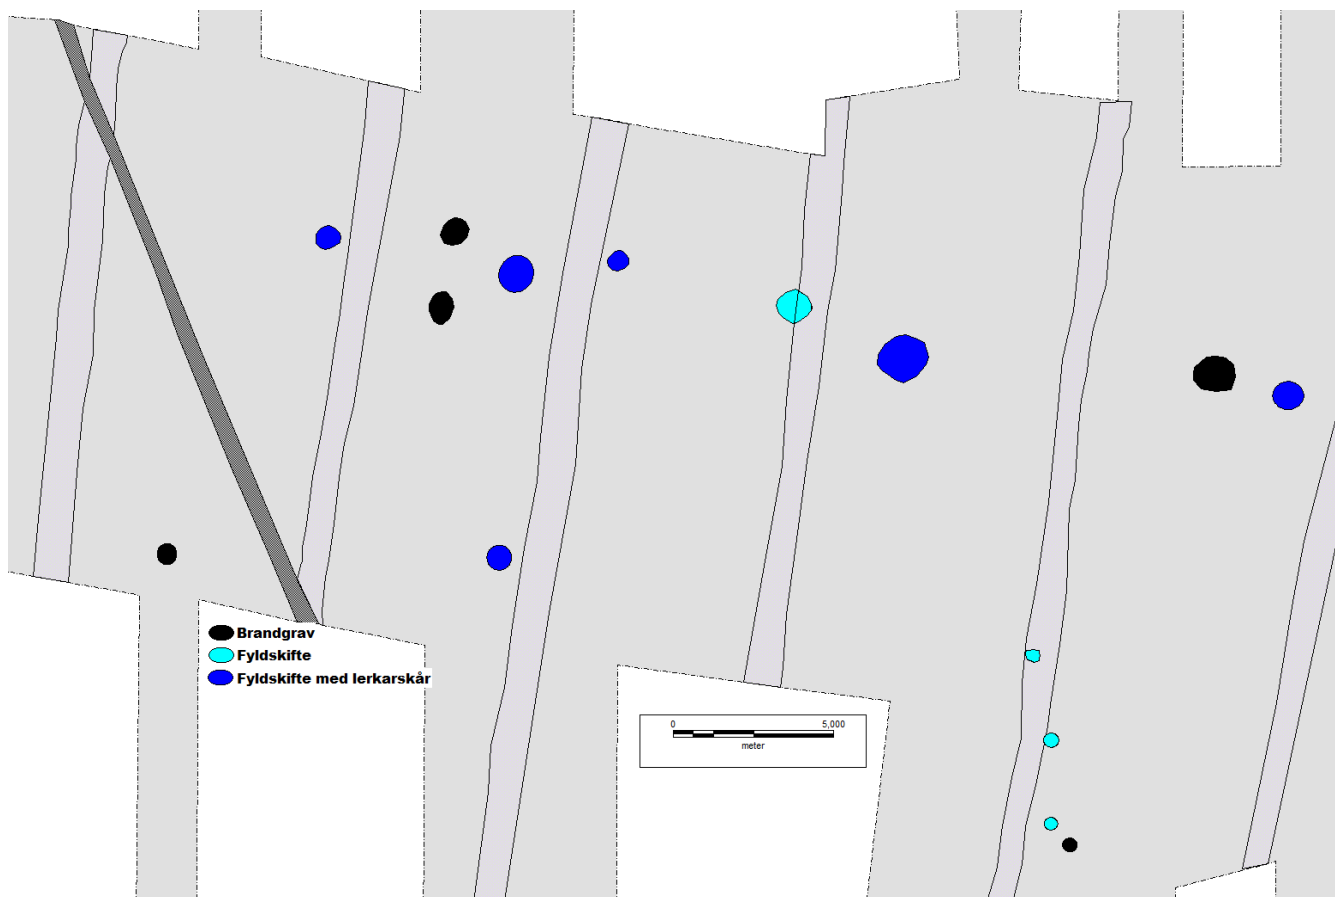 Brandgrav
Fyldskifte
Fyldskifte med lerkarskår
0 5,000
meter